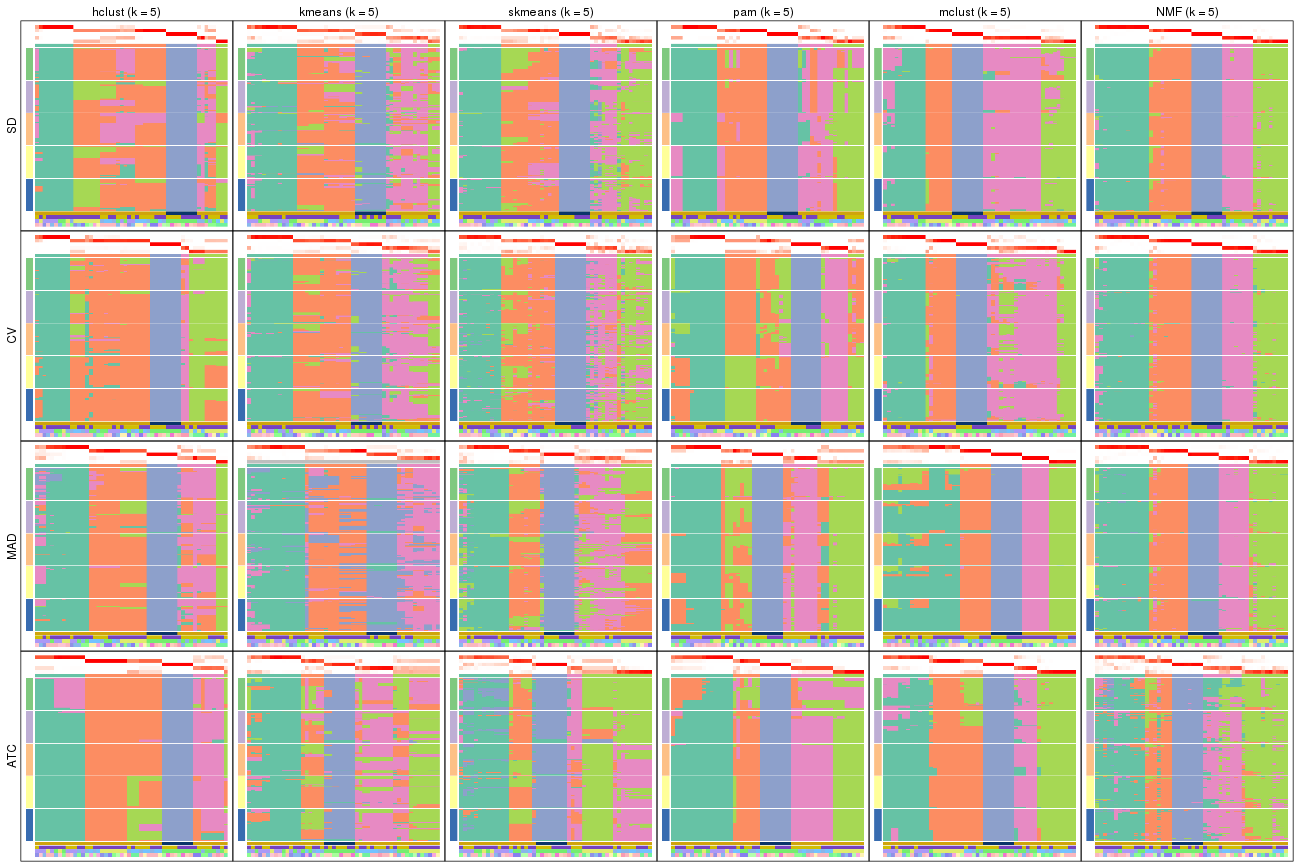 hclust (k = 5) kmeans (k = 5) skmeans (k = 5) pam (k = 5) mclust (k = 5) NMF (k = 5)
SD
CV
MAD
ATC